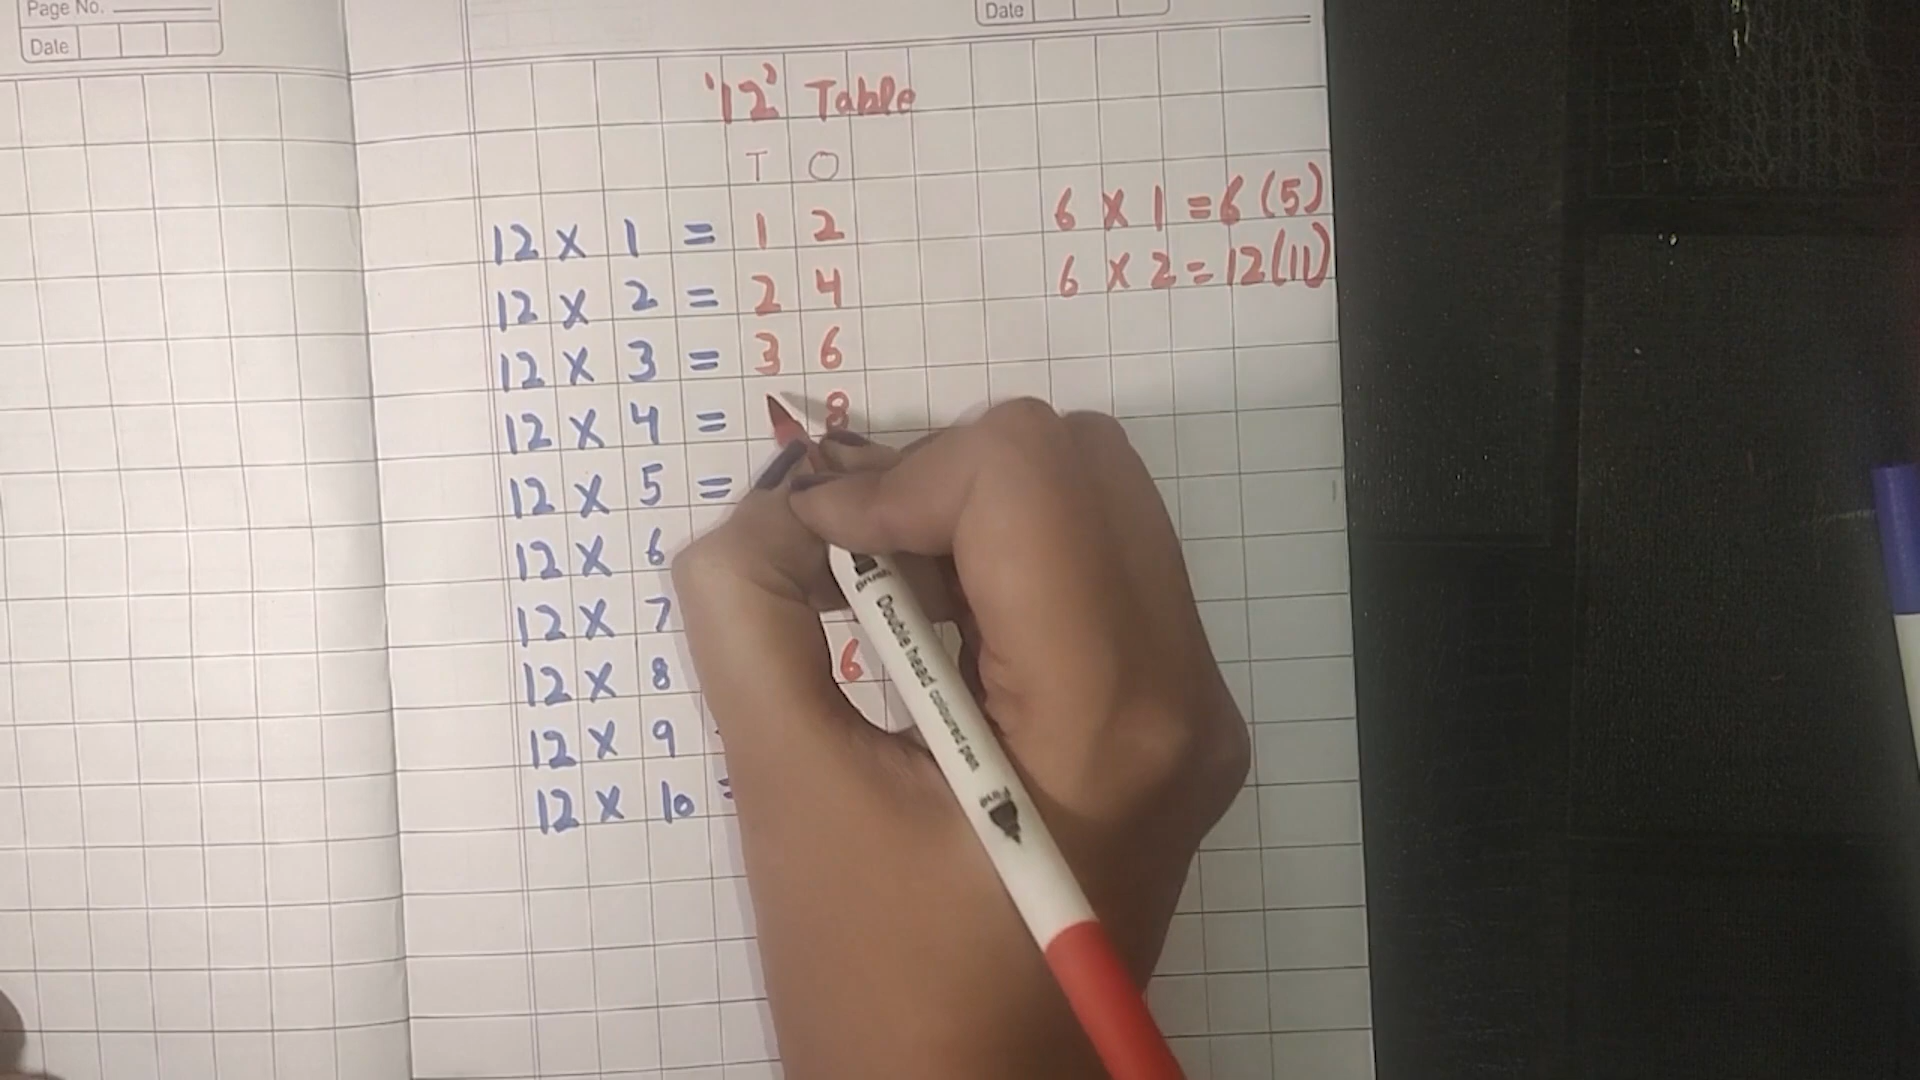 Page No.
Date
Date
'12' Table
T O
12 x 1 = 1 2
12 x 2 = 2 4
12 x 3 = 3 6
12 x 4 = 8
12 x 5 =
12 x 6
12 x 7
12 x 8 6
12 x 9
12 x 10 =
6 x 1 = 6 (5)
6 x 2 = 12 (11)
brush
Double head coloured pen
Fine